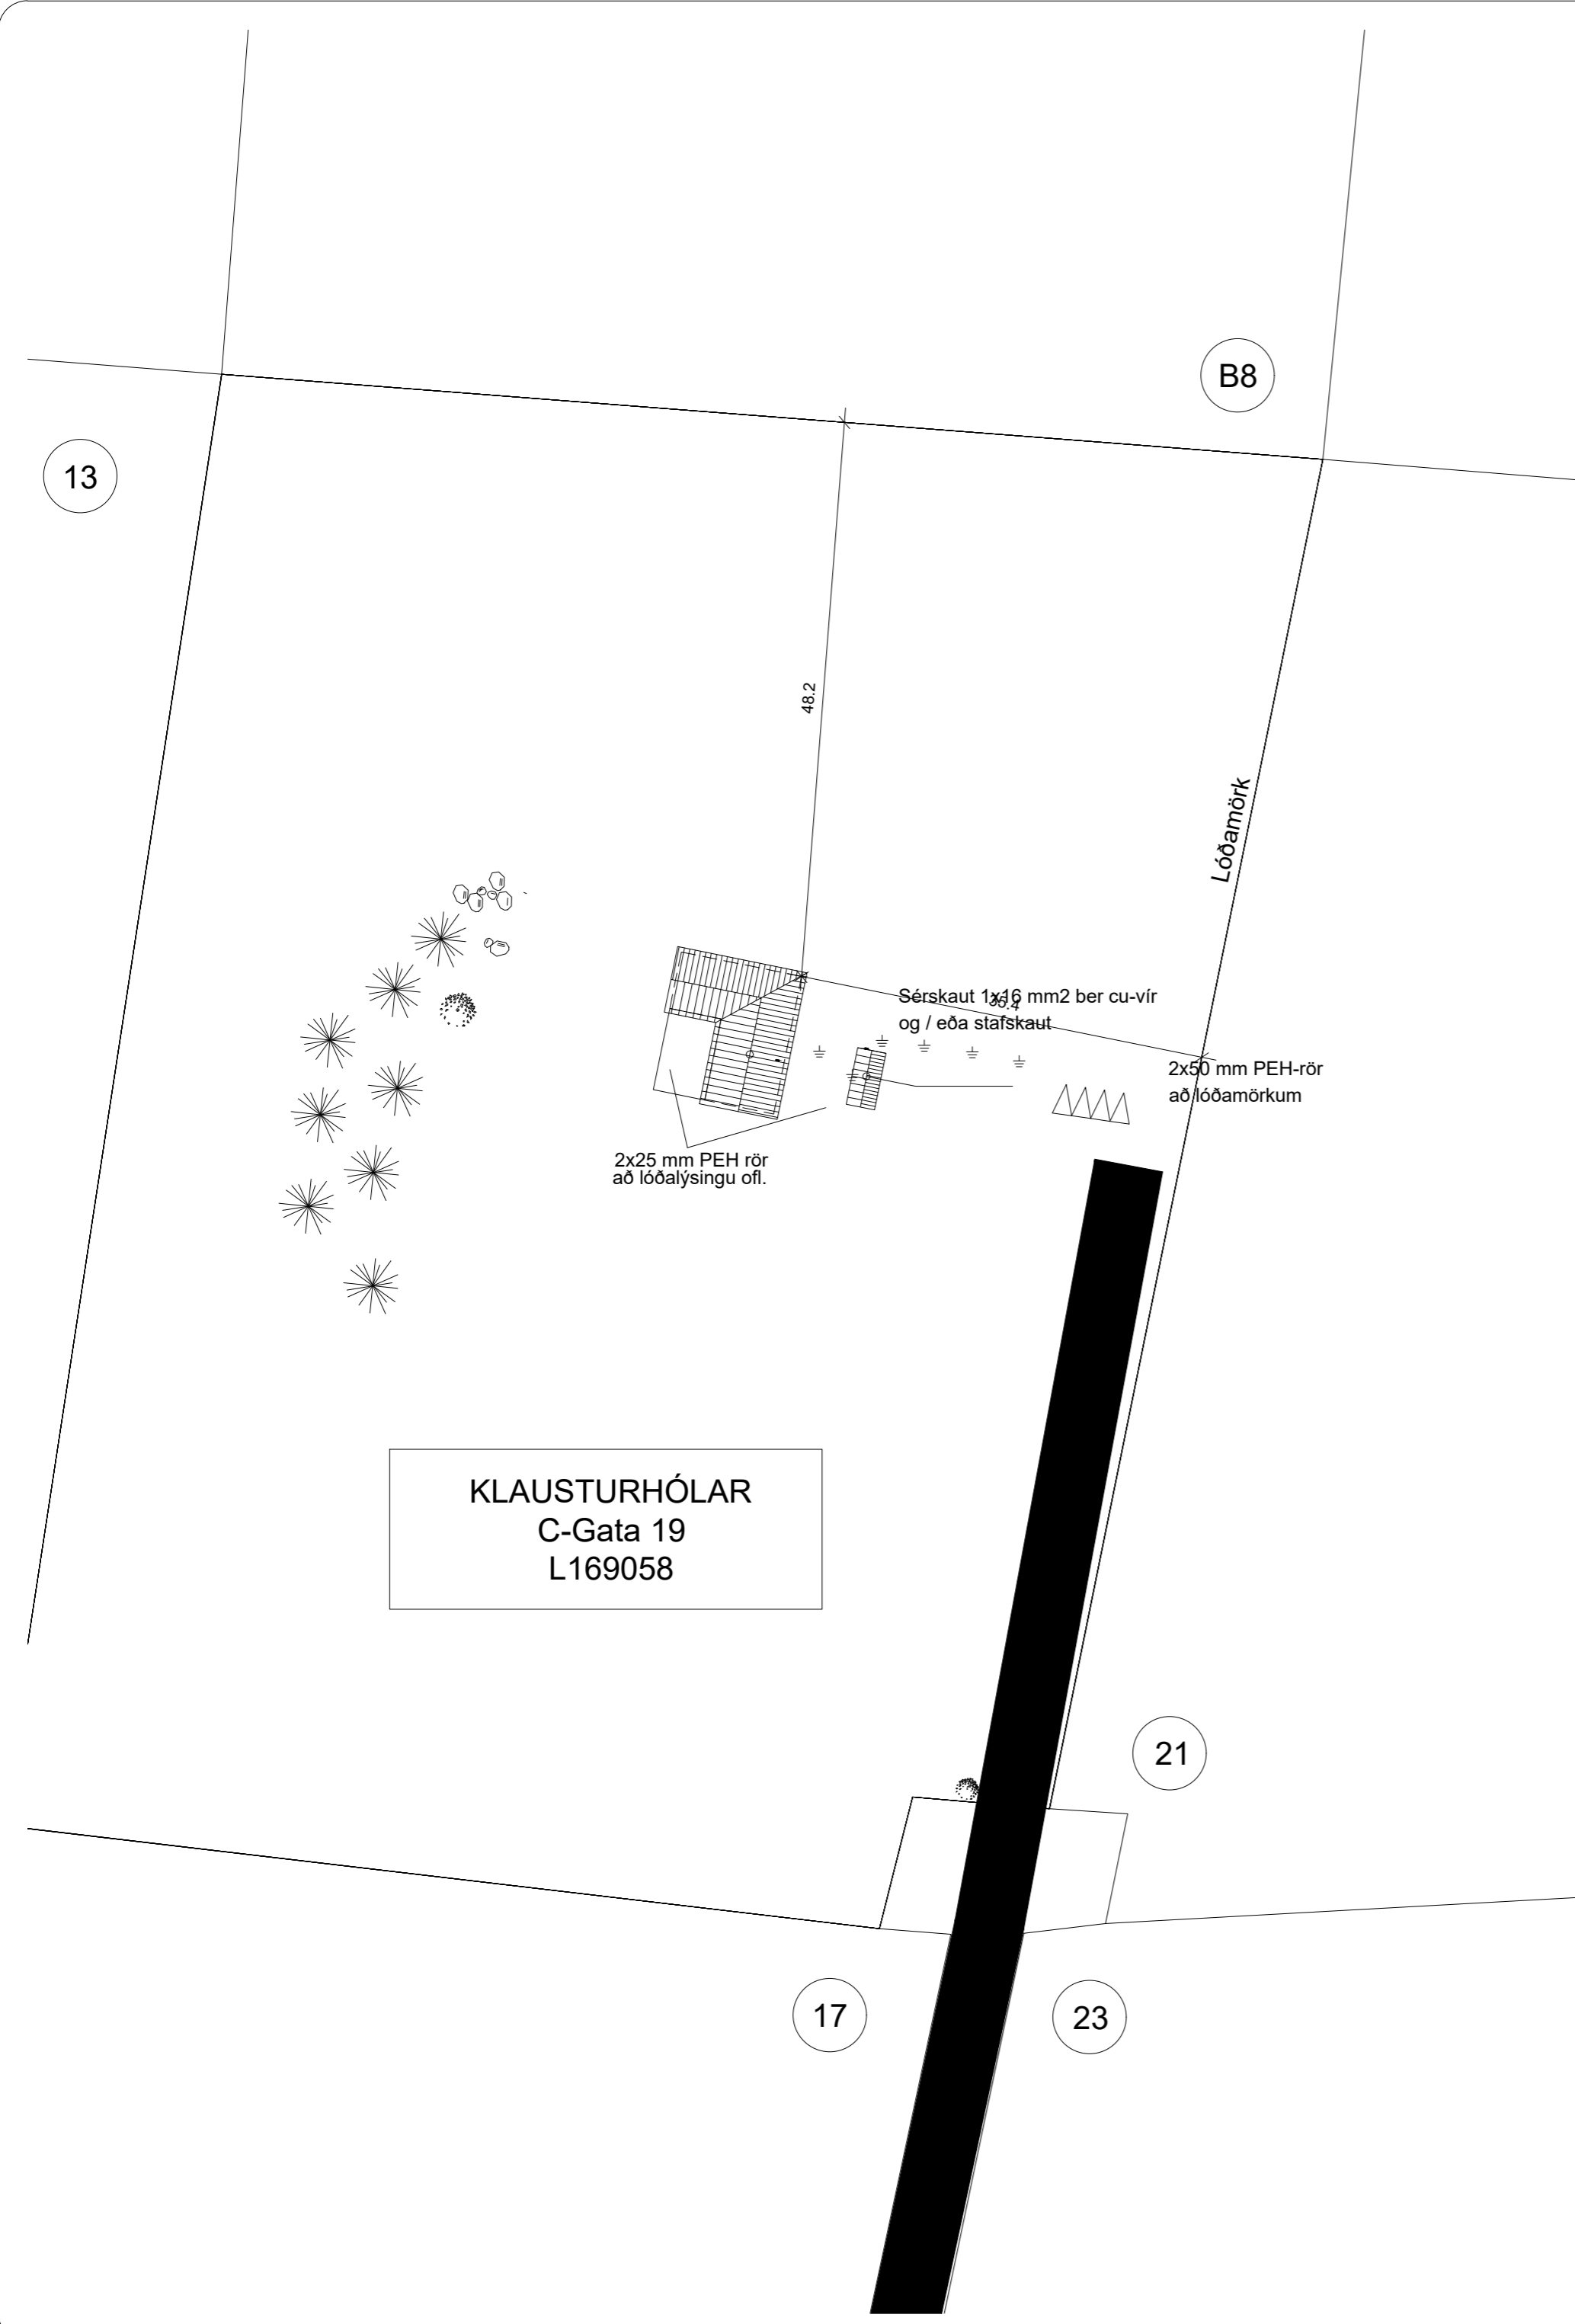 B8
13
48.2
Lóðamörk
Sérskaut 1x16 mm2 ber cu-vír
og / eða stafskaut
35.4
2x50 mm PEH-rör
að lóðamörkum
2x25 mm PEH rör
að lóðalýsingu ofl.
KLAUSTURHÓLAR
C-Gata 19
L169058
21
17
23